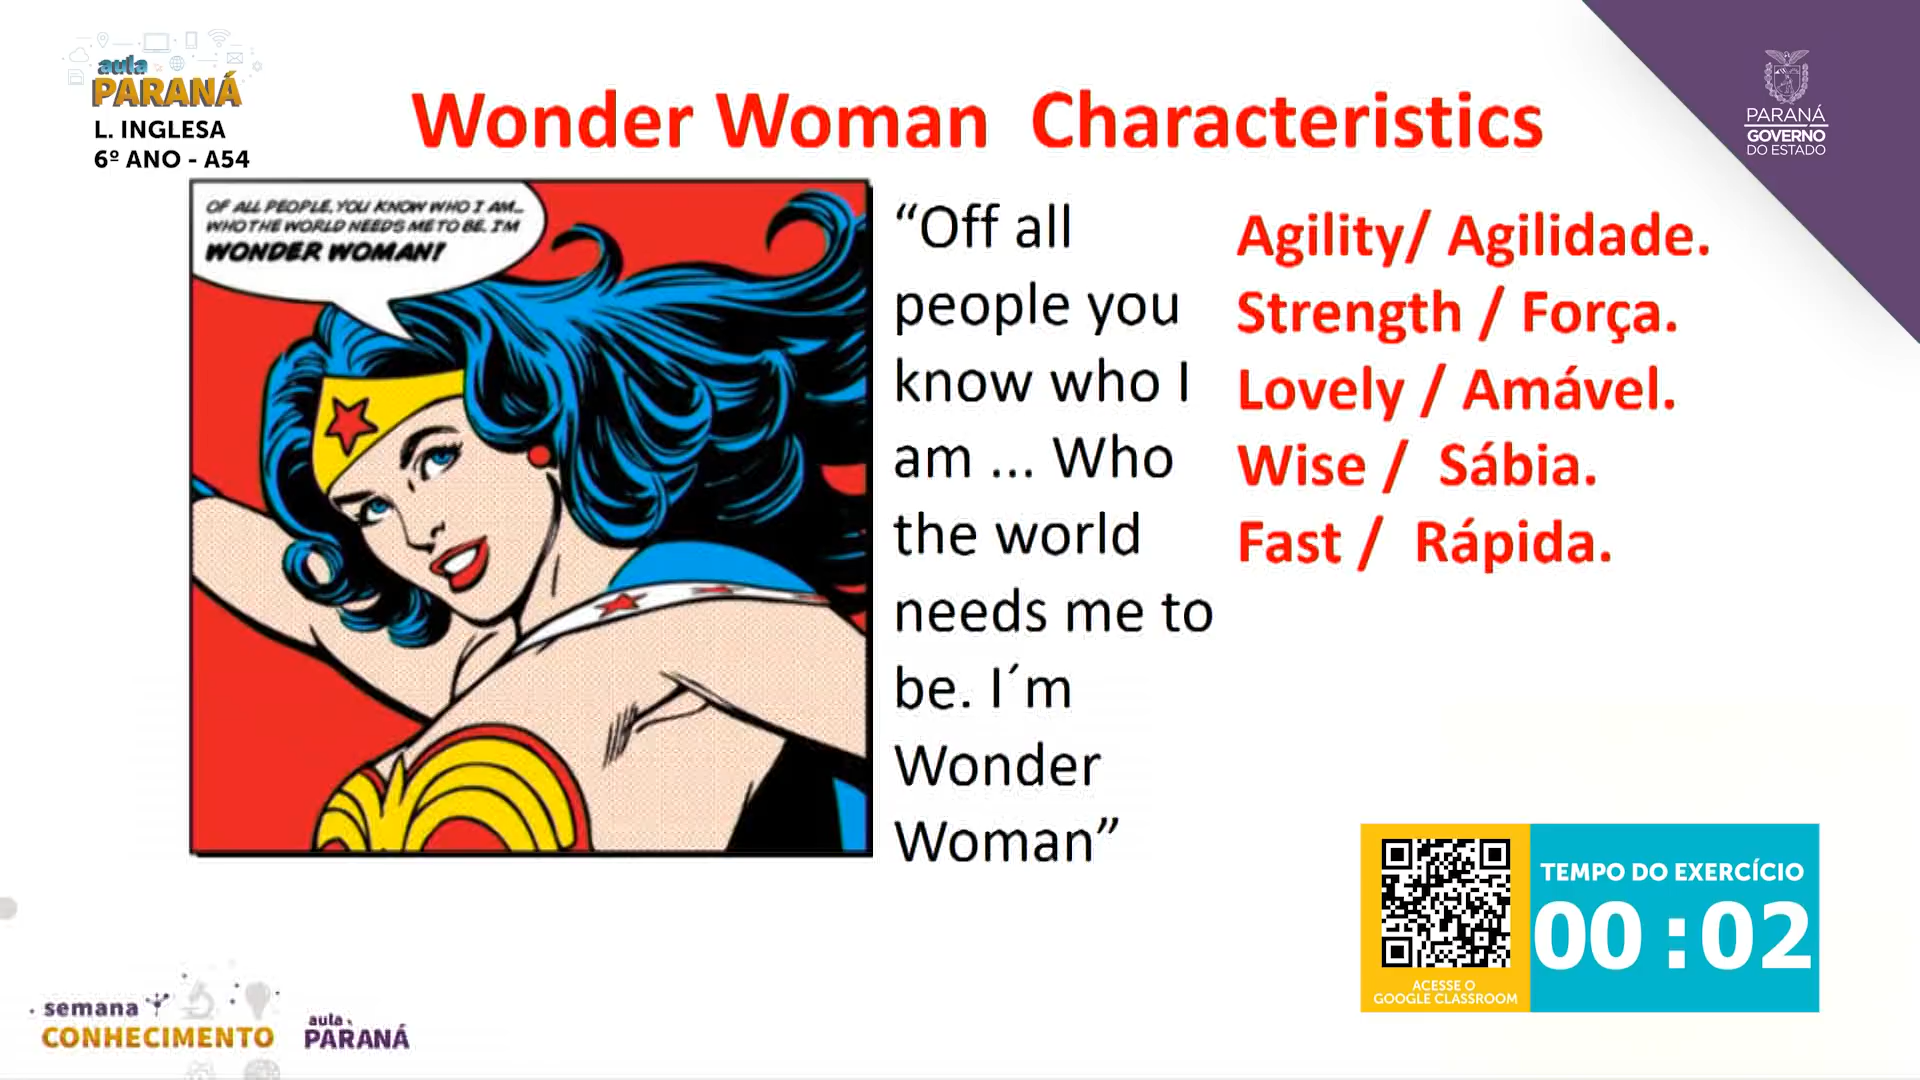 aula
PARANÁ
L. INGLESA
6º ANO - A54
Wonder Woman Characteristics
PARANÁ
GOVERNO
DO ESTADO
OF ALL PEOPLE, YOU KNOW WHO I AM...
WHO THE WORLD NEEDS ME TO BE. I'M
WONDER WOMAN!
“Off all
people you
know who I
am ... Who
the world
needs me to
be. I´m
Wonder
Woman”
Agility/ Agilidade.
Strength / Força.
Lovely / Amável.
Wise / Sábia.
Fast / Rápida.
TEMPO DO EXERCÍCIO
00 :02
ACESSE O
GOOGLE CLASSROOM
semana
CONHECIMENTO
aula
PARANÁ